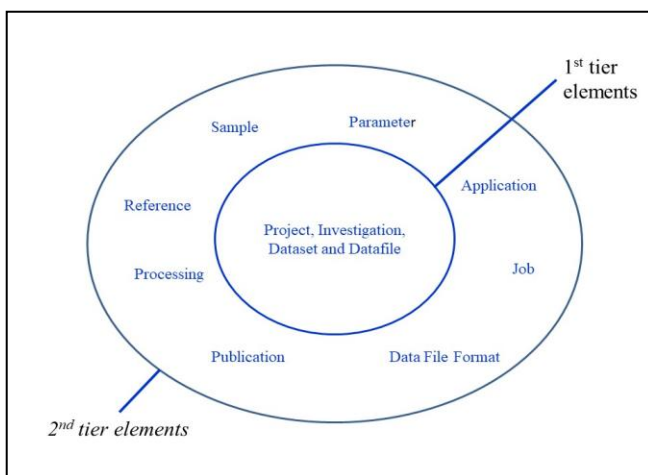 1st tier
elements
Sample
Parameter
Application
Reference
Project, Investigation,
Dataset and Datafile
Processing
Job
Publication
Data File Format
2nd tier elements